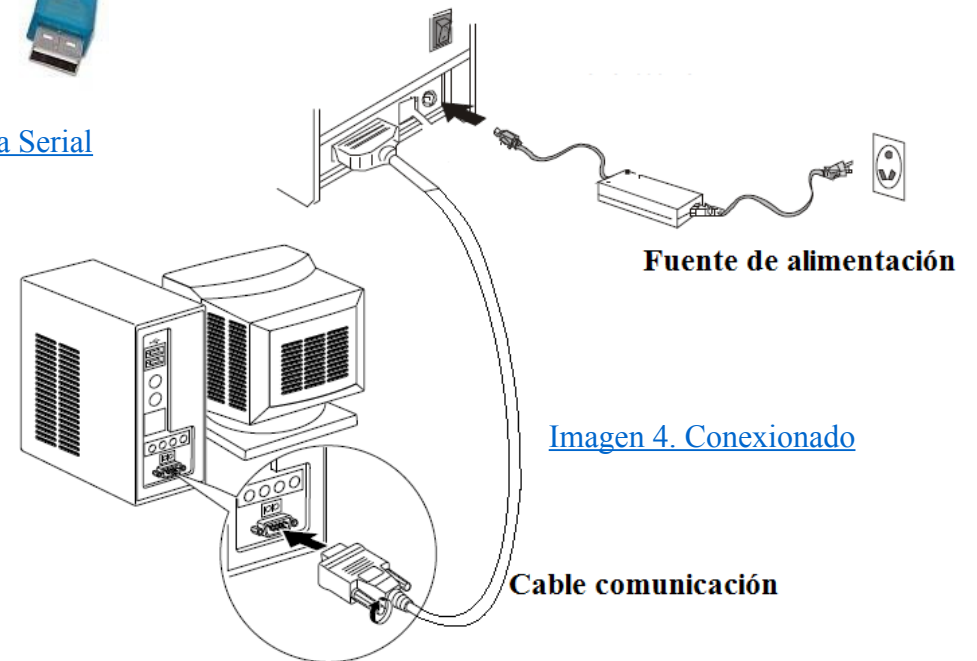 a Serial
Fuente de alimentación
Imagen 4. Conexionado
Cable comunicación